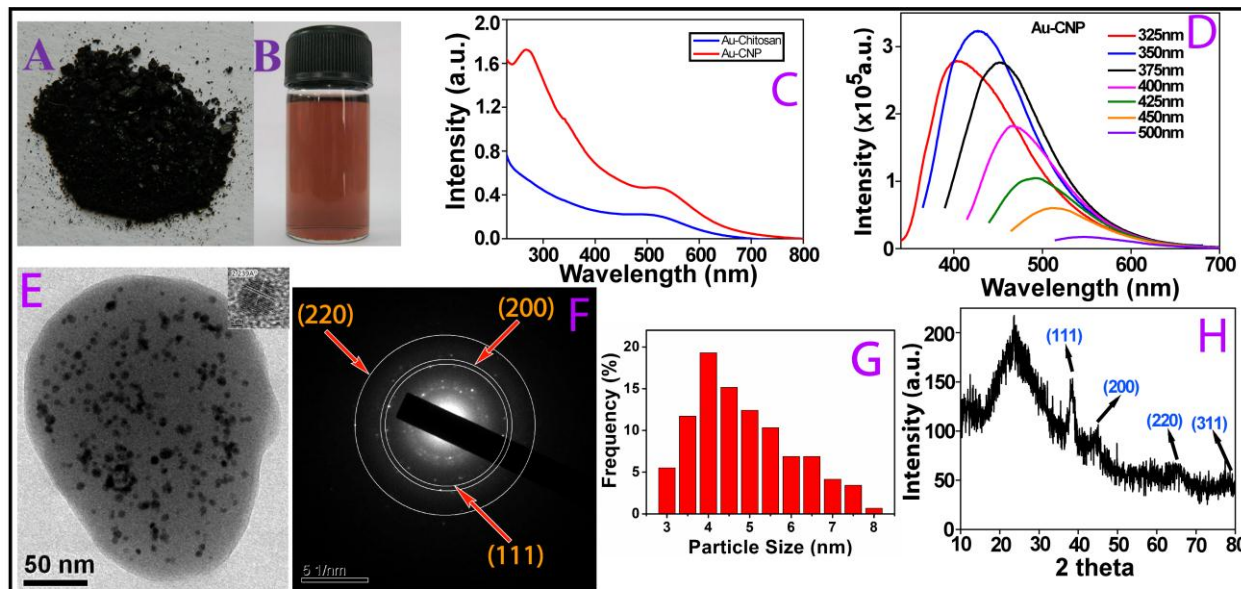 A
B
C
Au-Chitosan
Au-CNP
Intensity (a.u.)
1.6
1.2
0.8
0.4
0.0
300 400 500 600 700 800
Wavelength (nm)
D
Au-CNP
325nm
350nm
375nm
400nm
425nm
450nm
500nm
Intensity (x10⁵a.u.)
3
2
1
0
400 500 600 700
Wavelength (nm)
E
50 nm
F
(220)
(200)
(111)
5 1/nm
G
Frequency (%)
20
15
10
5
0
3 4 5 6 7 8
Particle Size (nm)
H
Intensity (a.u.)
200
150
100
50
0
(111)
(200)
(220)
(311)
10 20 30 40 50 60 70 80
2 theta